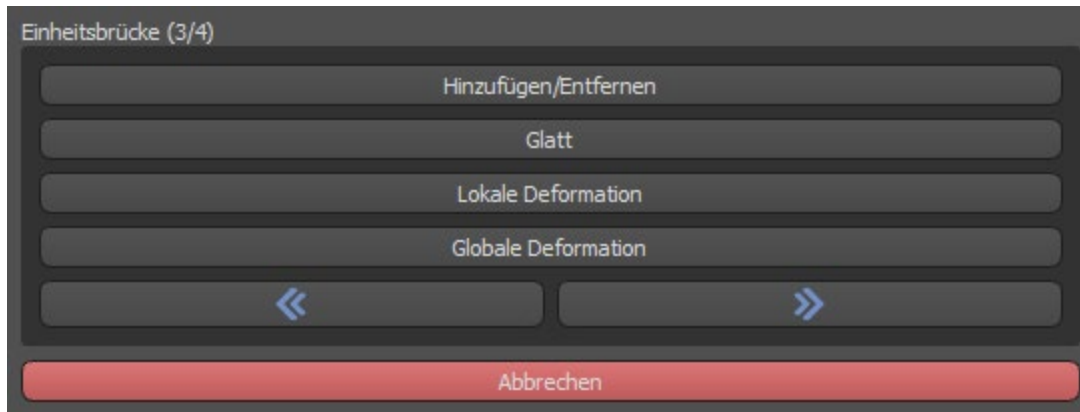 Einheitsbrücke (3/4)
Hinzufügen/Entfernen
Glatt
Lokale Deformation
Globale Deformation
Abbrechen